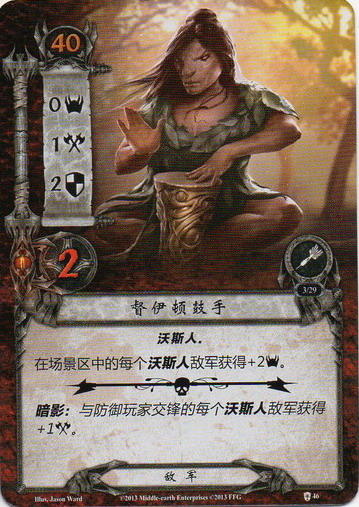 40
0
1
2
2
3/29
督伊顿鼓手
沃斯人.
在场景区中的每个沃斯人敌军获得+2。
暗影：与防御玩家交锋的每个沃斯人敌军获得
+1。
敌军
Illus. Jason Ward
©2013 Middle-earth Enterprises ©2013 FFG
46